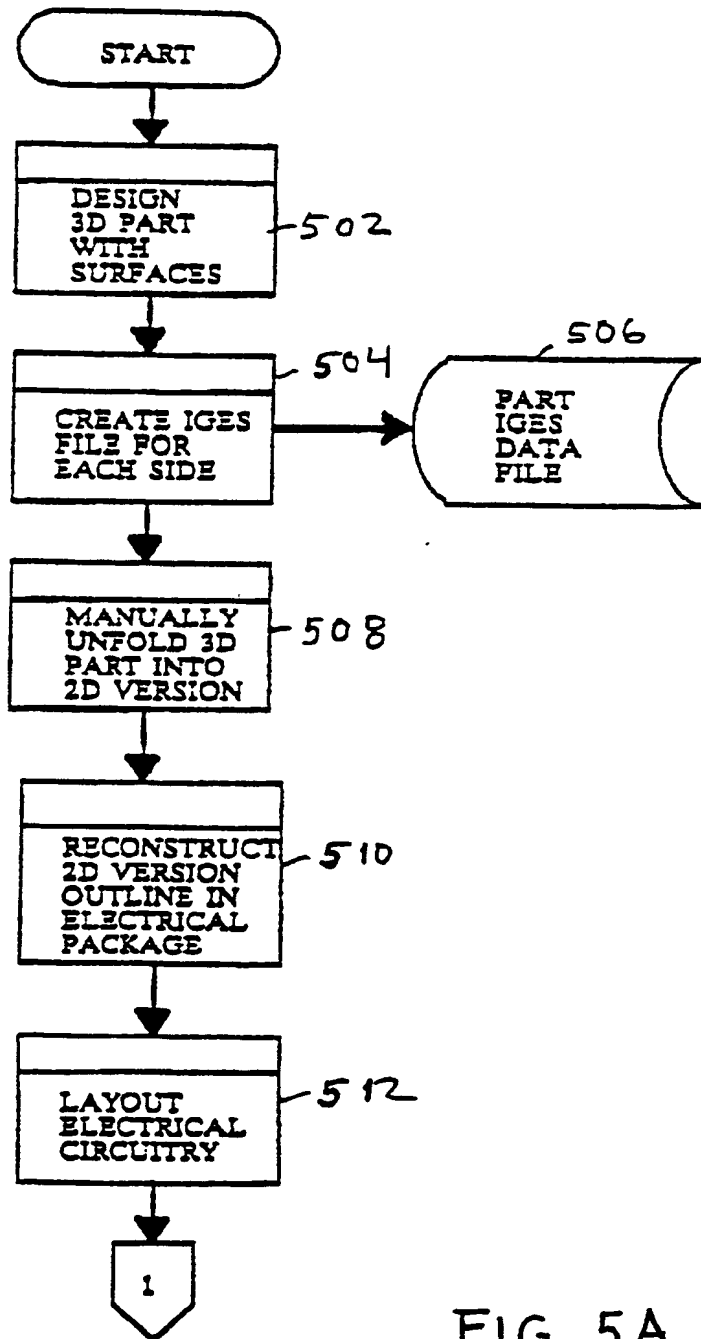 START
DESIGN
3D PART
WITH
SURFACES
502
CREATE IGES
FILE FOR
EACH SIDE
504
PART
IGES
DATA
FILE
506
MANUALLY
UNFOLD 3D
PART INTO
2D VERSION
508
RECONSTRUCT
2D VERSION
OUTLINE IN
ELECTRICAL
PACKAGE
510
LAYOUT
ELECTRICAL
CIRCUITRY
512
1
FIG. 5A